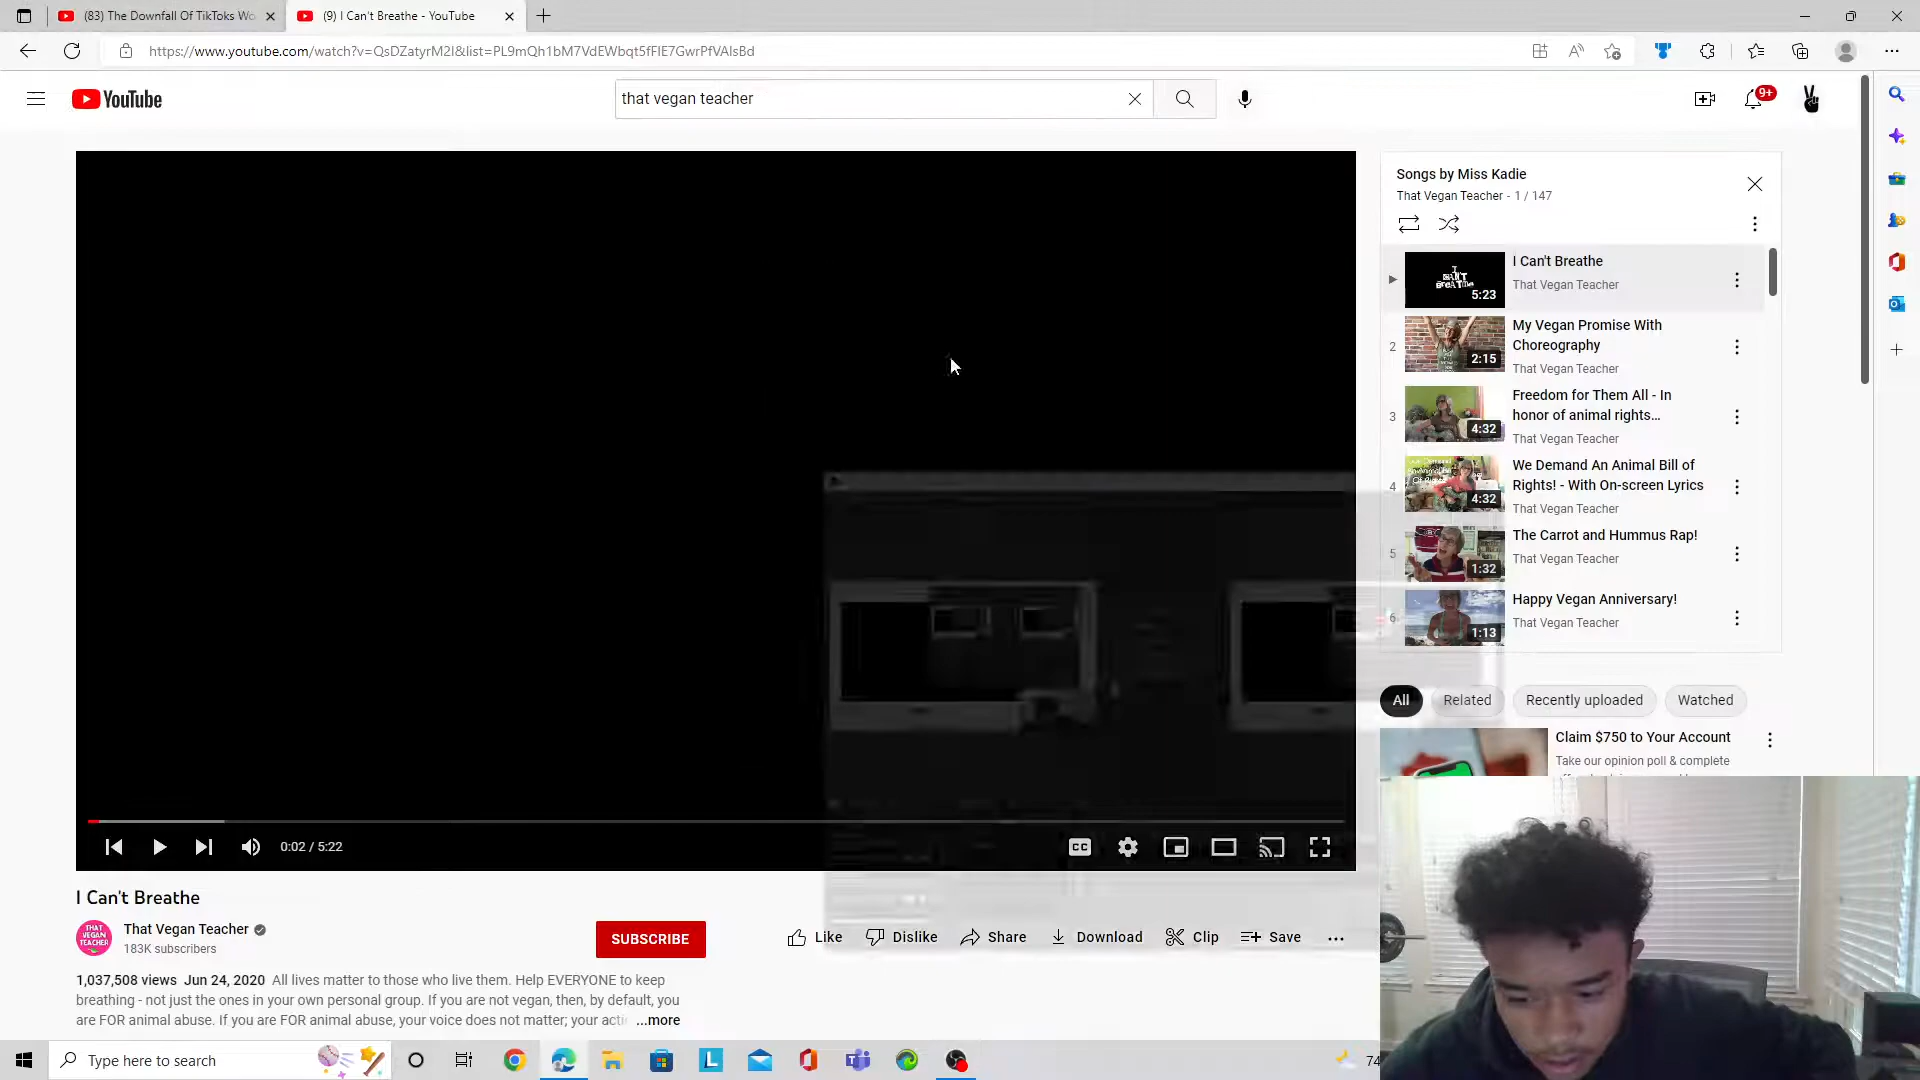 (83) The Downfall Of TikToks Wo
(9) I Can't Breathe - YouTube
https://www.youtube.com/watch?v=QsDZatyrM2I&list=PL9mQh1bM7VdEWbqt5fFIE7GwrPfVAlsBd
YouTube
that vegan teacher
9+
Songs by Miss Kadie
That Vegan Teacher - 1 / 147
I CAN'T BREATHE
5:23
I Can't Breathe
That Vegan Teacher
2
2:15
My Vegan Promise With
Choreography
That Vegan Teacher
3
4:32
Freedom for Them All - In
honor of animal rights...
That Vegan Teacher
4
4:32
We Demand An Animal Bill of
Rights! - With On-screen Lyrics
That Vegan Teacher
5
1:32
The Carrot and Hummus Rap!
That Vegan Teacher
6
1:13
Happy Vegan Anniversary!
That Vegan Teacher
All
Related
Recently uploaded
Watched
Claim $750 to Your Account
Take our opinion poll & complete
0:02 / 5:22
CC
I Can't Breathe
THAT VEGAN TEACHER
That Vegan Teacher
183K subscribers
SUBSCRIBE
Like
Dislike
Share
Download
Clip
Save
1,037,508 views Jun 24, 2020 All lives matter to those who live them. Help EVERYONE to keep
breathing - not just the ones in your own personal group. If you are not vegan, then, by default, you
are FOR animal abuse. If you are FOR animal abuse, your voice does not matter; your acti ...more
Type here to search
74